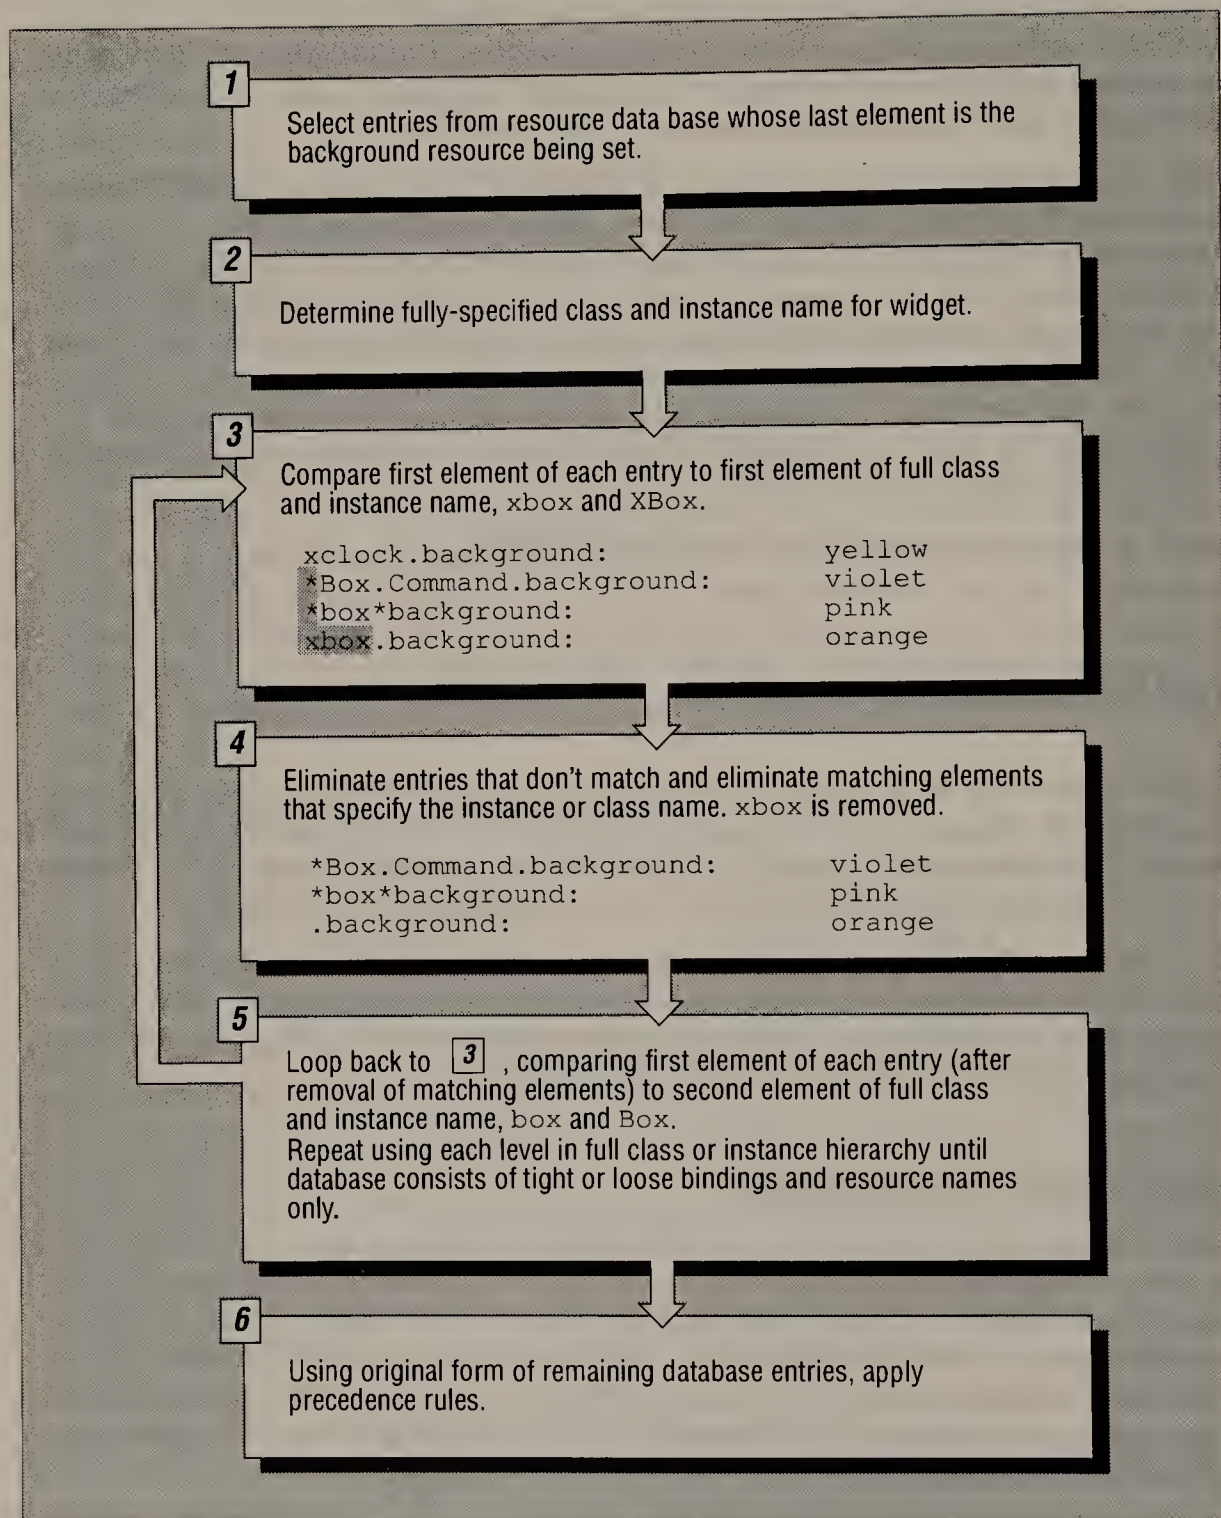 1
Select entries from resource data base whose last element is the
background resource being set.
2
Determine fully-specified class and instance name for widget.
3
Compare first element of each entry to first element of full class
and instance name, xbox and XBox.
xclock.background: yellow
*Box.Command.background: violet
*box*background: pink
xbox.background: orange
4
Eliminate entries that don't match and eliminate matching elements
that specify the instance or class name. xbox is removed.
*Box.Command.background: violet
*box*background: pink
.background: orange
5
Loop back to 3 , comparing first element of each entry (after
removal of matching elements) to second element of full class
and instance name, box and Box.
Repeat using each level in full class or instance hierarchy until
database consists of tight or loose bindings and resource names
only.
6
Using original form of remaining database entries, apply
precedence rules.